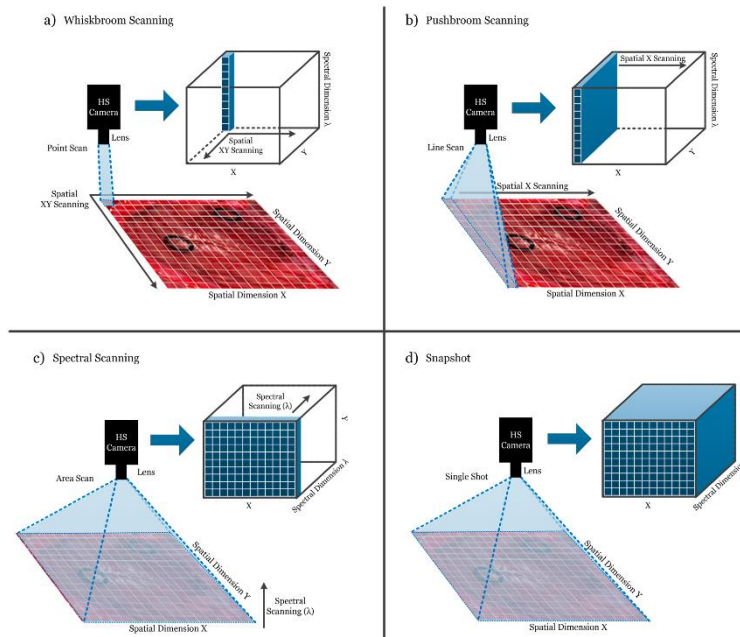 a) Whiskbroom Scanning
HS
Camera
Lens
Point Scan
Spatial
XY Scanning
Spatial Dimension Y
Spatial Dimension X
Spectral Dimension λ
Spatial
XY Scanning
X
Y
b) Pushbroom Scanning
HS
Camera
Lens
Line Scan
Spatial X Scanning
Spatial Dimension Y
Spatial Dimension X
Spatial X Scanning
Spectral Dimension λ
X
Y
c) Spectral Scanning
HS
Camera
Lens
Area Scan
Spatial Dimension Y
Spatial Dimension X
Spectral
Scanning (λ)
Spectral
Scanning (λ)
Y
Spectral Dimension λ
X
d) Snapshot
HS
Camera
Lens
Single Shot
Spatial Dimension Y
Spatial Dimension X
X
Spectral Dimension